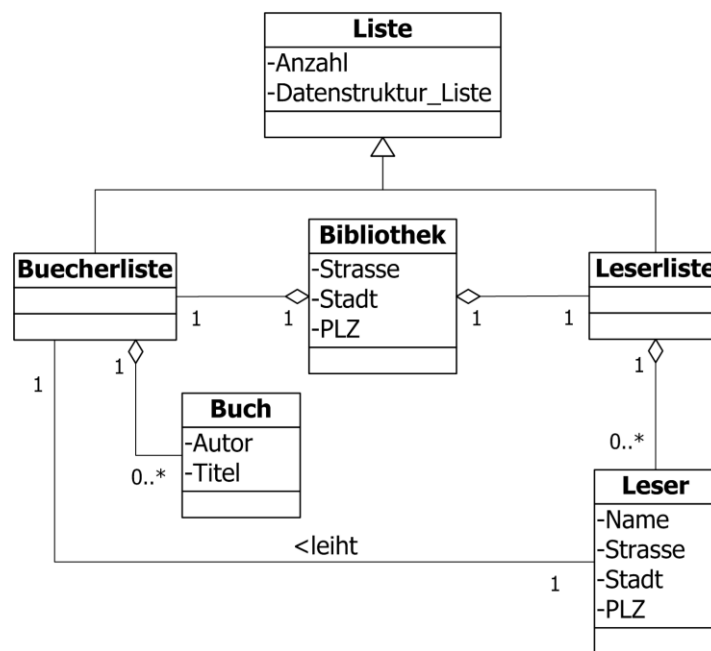 Liste
-Anzahl
-Datenstruktur_Liste
Buecherliste
Bibliothek
-Strasse
-Stadt
-PLZ
Leserliste
1
1
1
1
1
1
1
Buch
-Autor
-Titel
0..*
0..*
Leser
-Name
-Strasse
-Stadt
-PLZ
<leiht
1